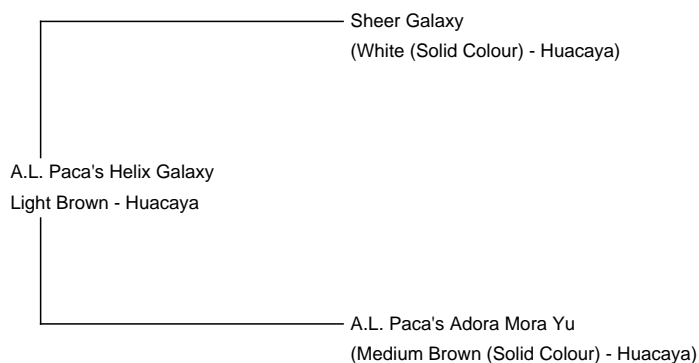 Sheer Galaxy
(White (Solid Colour) - Huacaya)
A.L. Paca's Helix Galaxy
Light Brown - Huacaya
A.L. Paca's Adora Mora Yu
(Medium Brown (Solid Colour) - Huacaya)